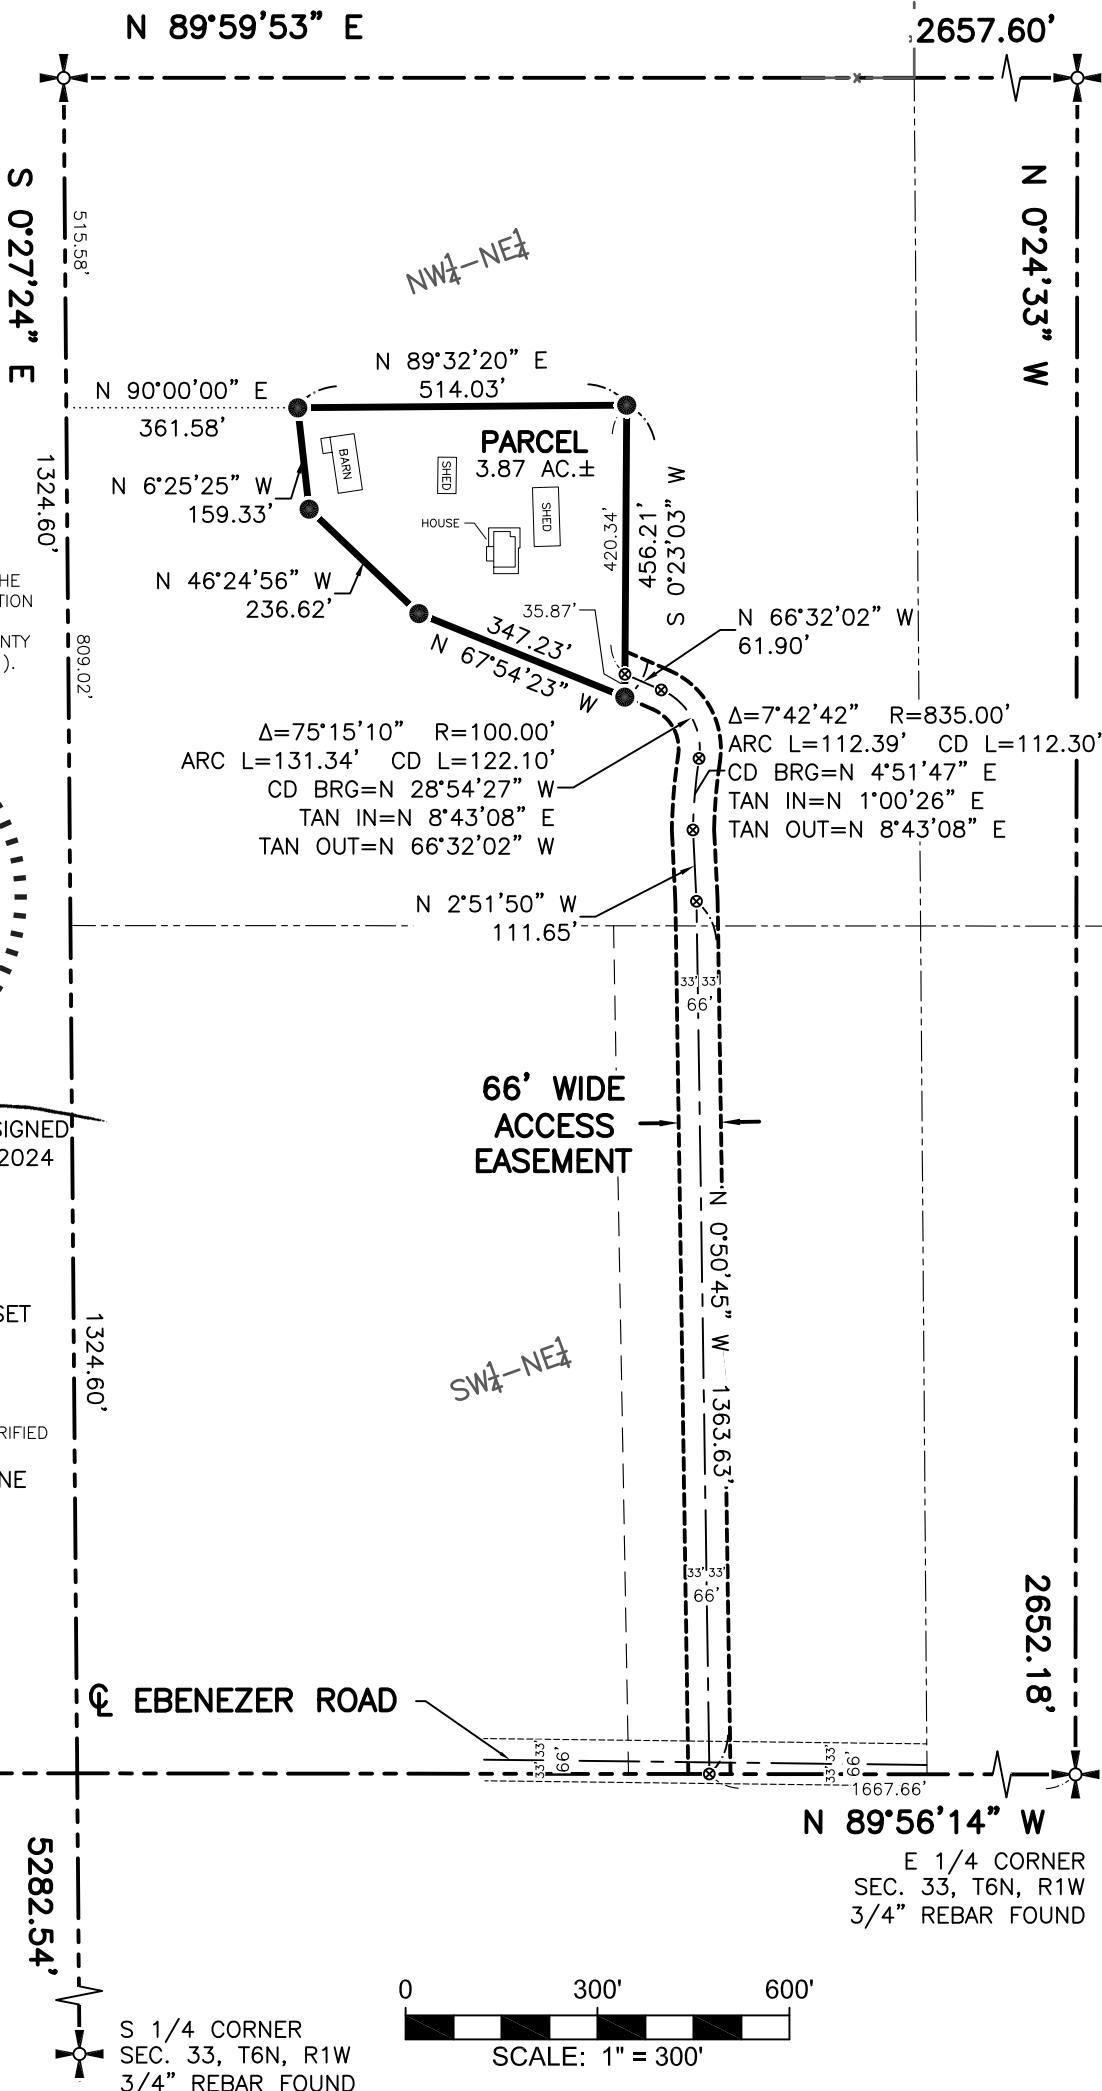 N 89°59'53" E
2657.60'
S 0°27'24" E
515.58'
N 0°24'33" W
NW¼-NE¼
N 89°32'20" E
514.03'
N 90°00'00" E
361.58'
PARCEL
3.87 AC.±
BARN
SHED
SHED
HOUSE
N 6°25'25" W
159.33'
1324.60'
420.34'
456.21'
S 0°23'03" W
N 46°24'56" W
236.62'
HE
TION
NTY
).
809.02'
35.87'
347.23'
N 67°54'23" W
N 66°32'02" W
61.90'
Δ=75°15'10" R=100.00'
ARC L=131.34' CD L=122.10'
CD BRG=N 28°54'27" W
TAN IN=N 8°43'08" E
TAN OUT=N 66°32'02" W
Δ=7°42'42" R=835.00'
ARC L=112.39' CD L=112.30'
CD BRG=N 4°51'47" E
TAN IN=N 1°00'26" E
TAN OUT=N 8°43'08" E
N 2°51'50" W
111.65'
33' 33'
66'
66' WIDE
ACCESS
EASEMENT
SIGNED
2024
N 0°50'45" W 1363.63'
SET
1324.60'
SW¼-NE¼
RIFIED
NE
33' 33'
66'
2652.18'
℄ EBENEZER ROAD
33' 33'
66'
33' 33'
66'
1667.66'
N 89°56'14" W
E 1/4 CORNER
SEC. 33, T6N, R1W
3/4" REBAR FOUND
5282.54'
0 300' 600'
SCALE: 1" = 300'
S 1/4 CORNER
SEC. 33, T6N, R1W
3/4" REBAR FOUND